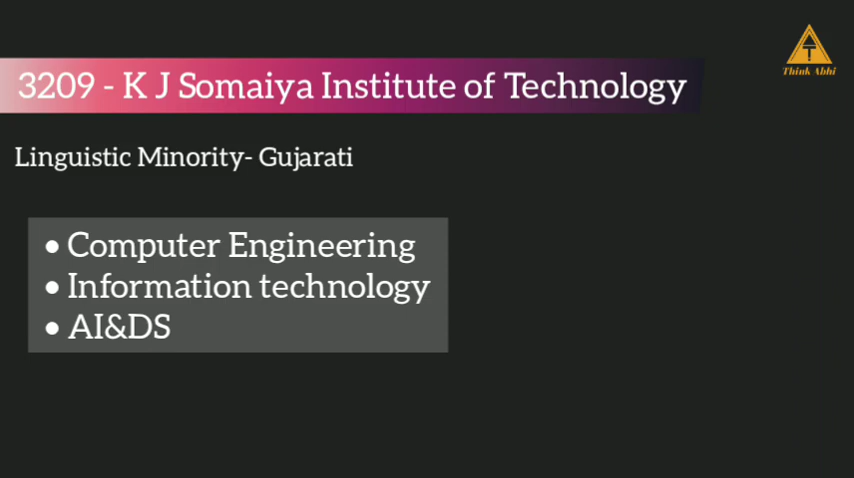 3209 - K J Somaiya Institute of Technology
Think Abhi
Linguistic Minority- Gujarati
• Computer Engineering
• Information technology
• AI&DS